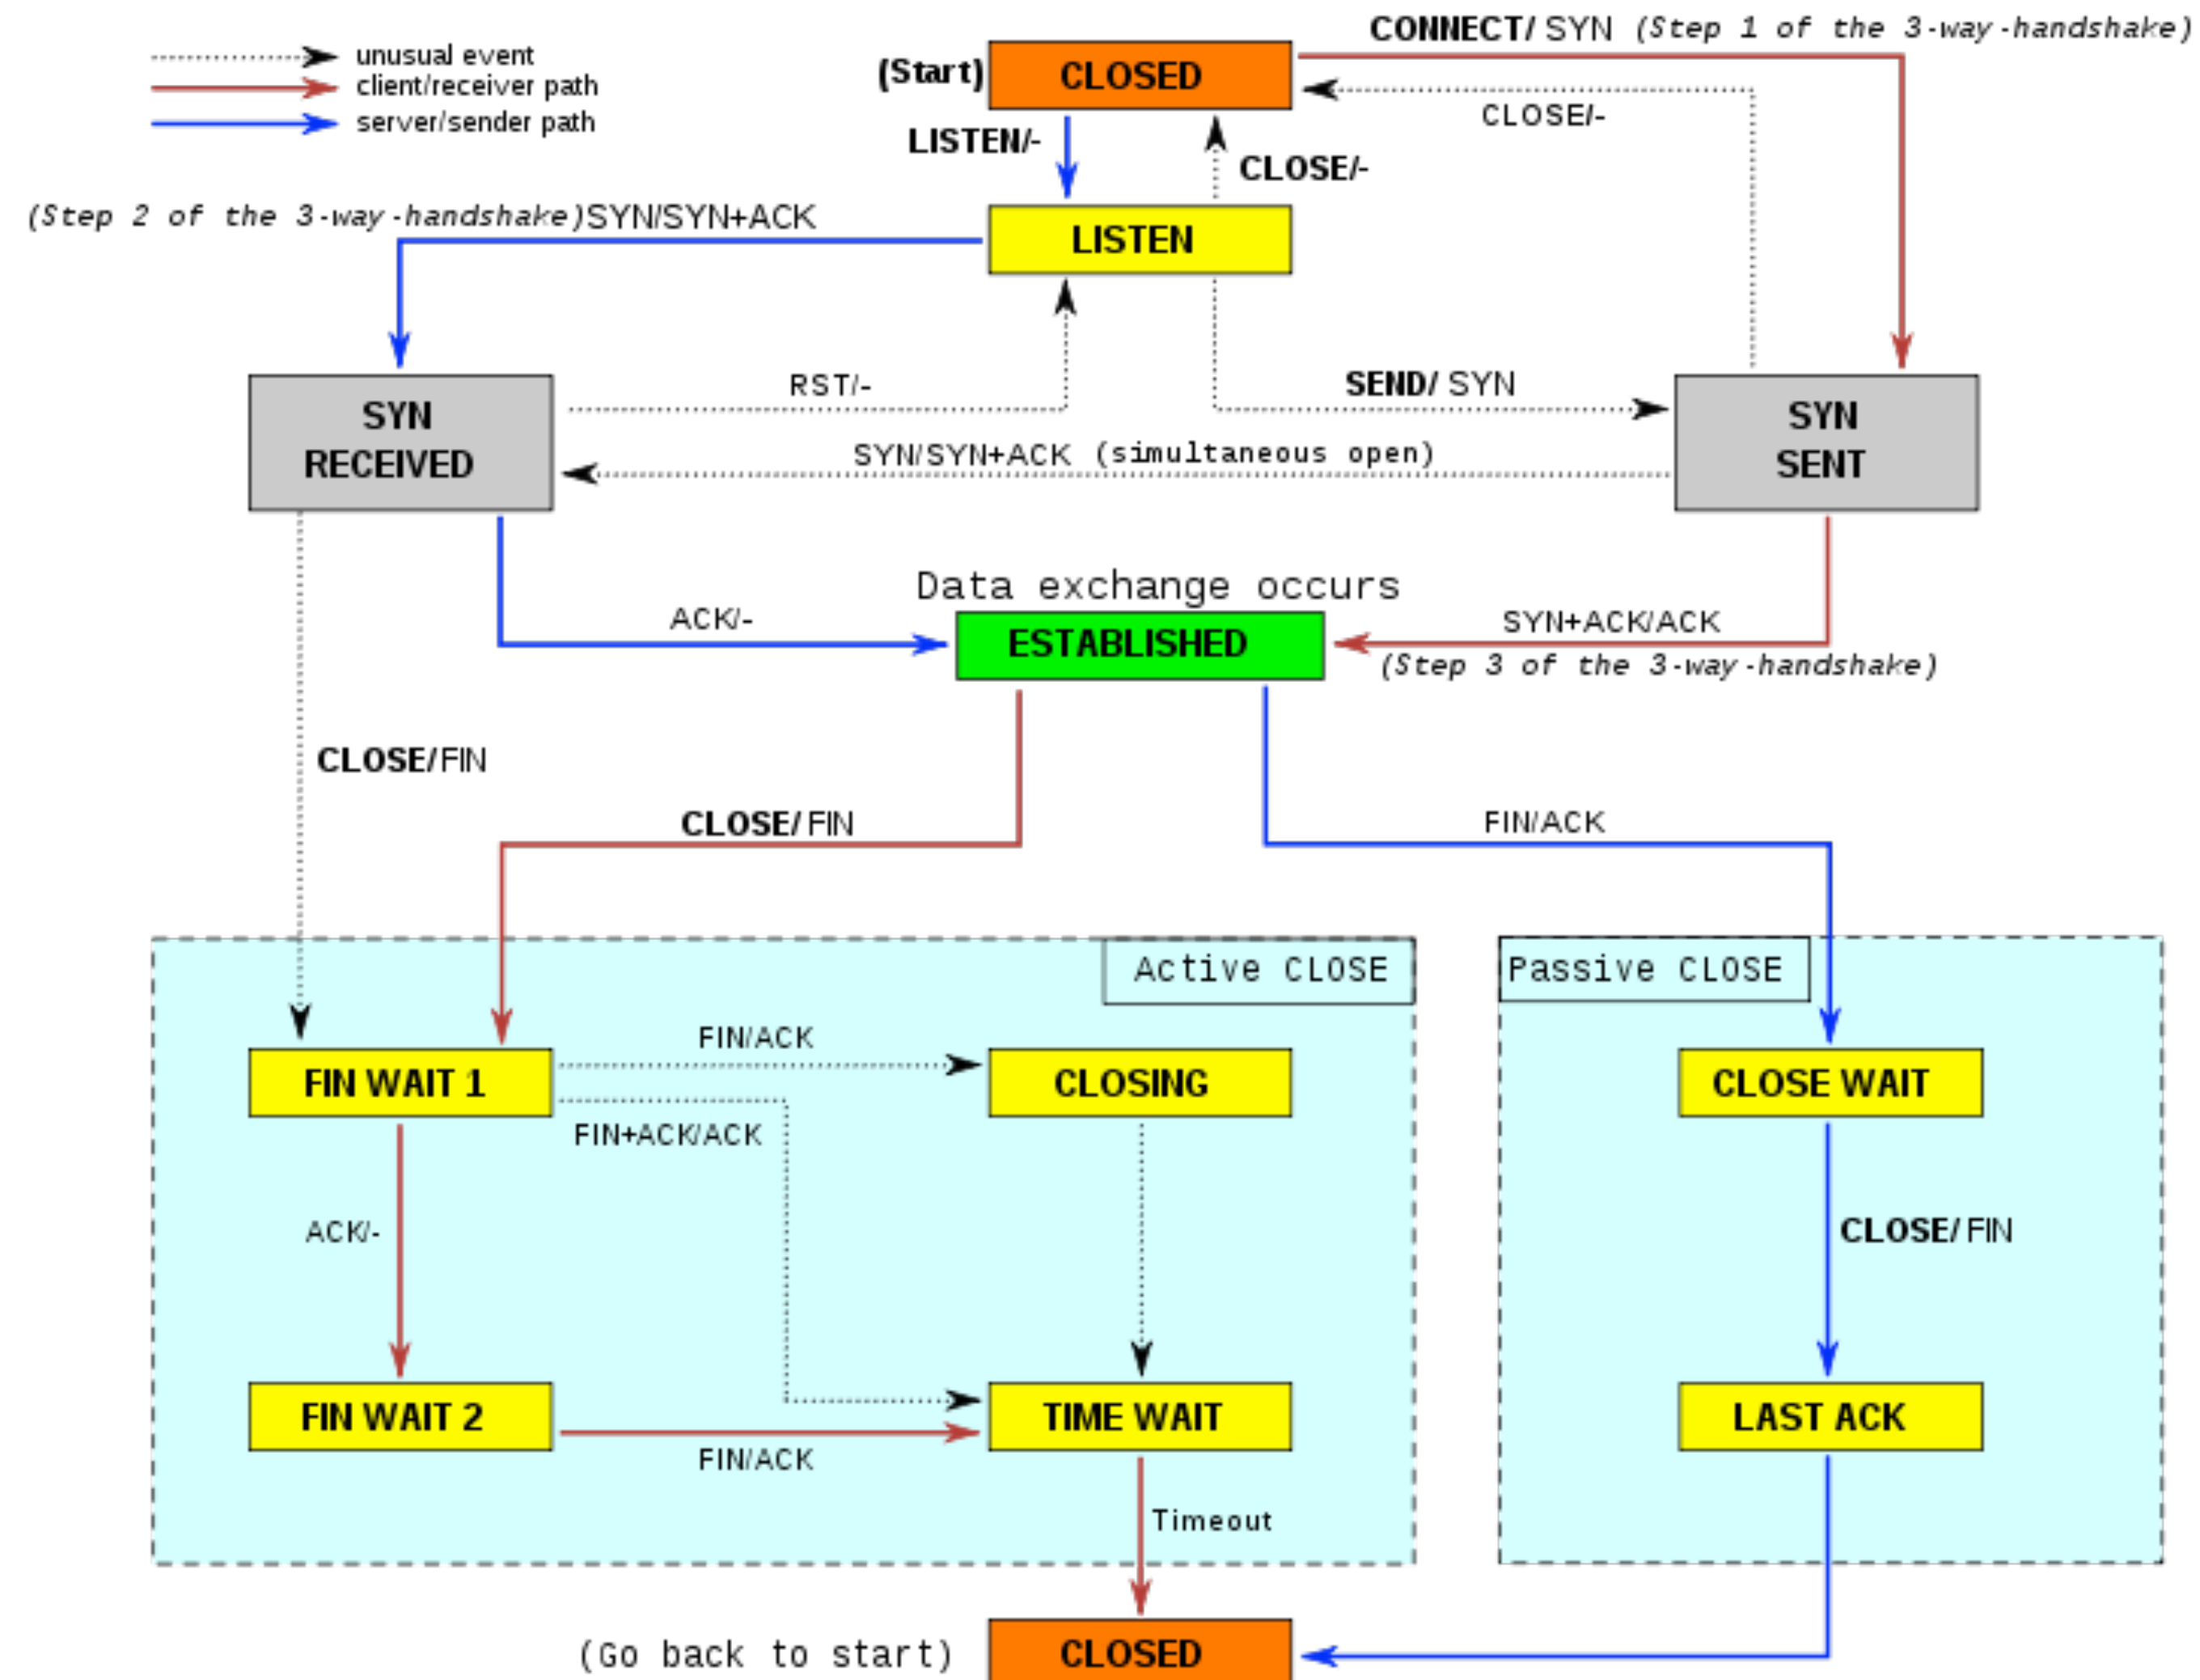 CONNECT/ SYN (Step 1 of the 3-way-handshake)
unusual event
client/receiver path
server/sender path
(Start)
CLOSED
CLOSE/-
LISTEN/-
CLOSE/-
(Step 2 of the 3-way-handshake)SYN/SYN+ACK
LISTEN
RST/-
SEND/ SYN
SYN
RECEIVED
SYN
SENT
SYN/SYN+ACK (simultaneous open)
Data exchange occurs
ACK/-
ESTABLISHED
SYN+ACK/ACK
(Step 3 of the 3-way-handshake)
CLOSE/FIN
CLOSE/ FIN
FIN/ACK
Active CLOSE
Passive CLOSE
FIN/ACK
FIN WAIT 1
CLOSING
CLOSE WAIT
FIN+ACK/ACK
ACK/-
CLOSE/ FIN
FIN WAIT 2
TIME WAIT
LAST ACK
FIN/ACK
Timeout
(Go back to start)
CLOSED